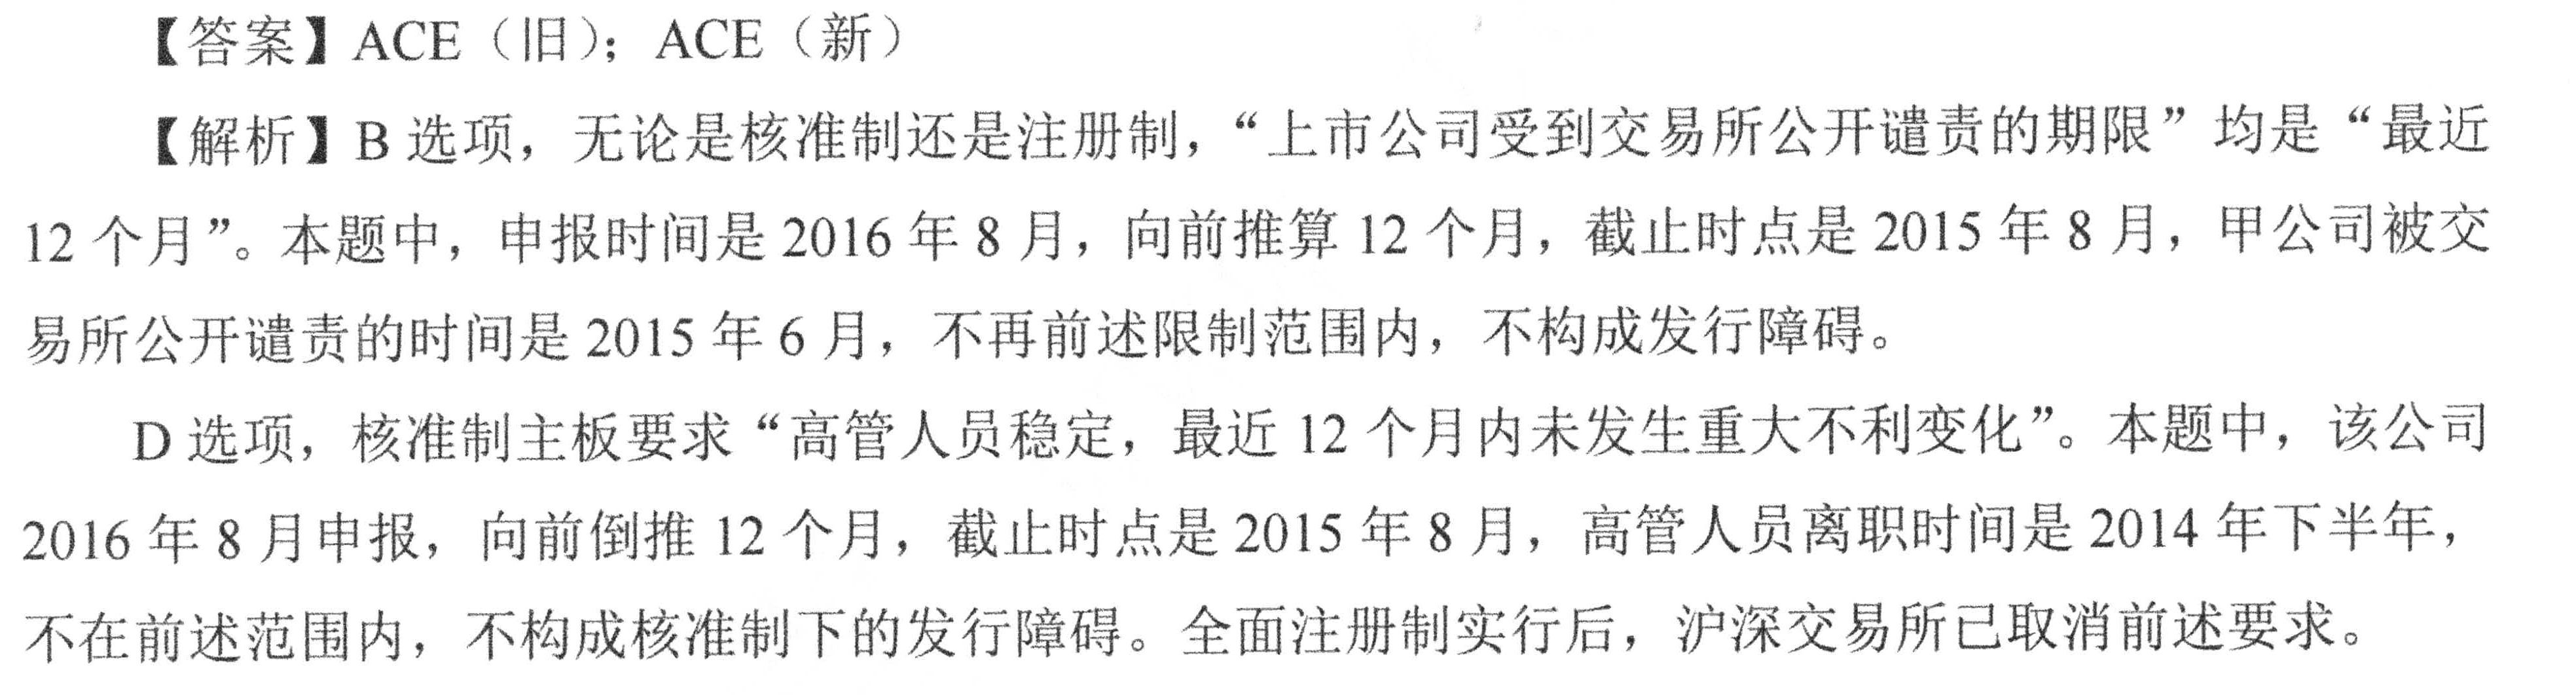 【答案】ACE（旧）；ACE（新）
【解析】B 选项，无论是核准制还是注册制，“上市公司受到交易所公开谴责的期限”均是“最近
12 个月”。本题中，申报时间是 2016 年 8 月，向前推算 12 个月，截止时点是 2015 年 8 月，甲公司被交
易所公开谴责的时间是 2015 年 6 月，不再前述限制范围内，不构成发行障碍。
D 选项，核准制主板要求“高管人员稳定，最近 12 个月内未发生重大不利变化”。本题中，该公司
2016 年 8 月申报，向前倒推 12 个月，截止时点是 2015 年 8 月，高管人员离职时间是 2014 年下半年，
不在前述范围内，不构成核准制下的发行障碍。全面注册制实行后，沪深交易所已取消前述要求。